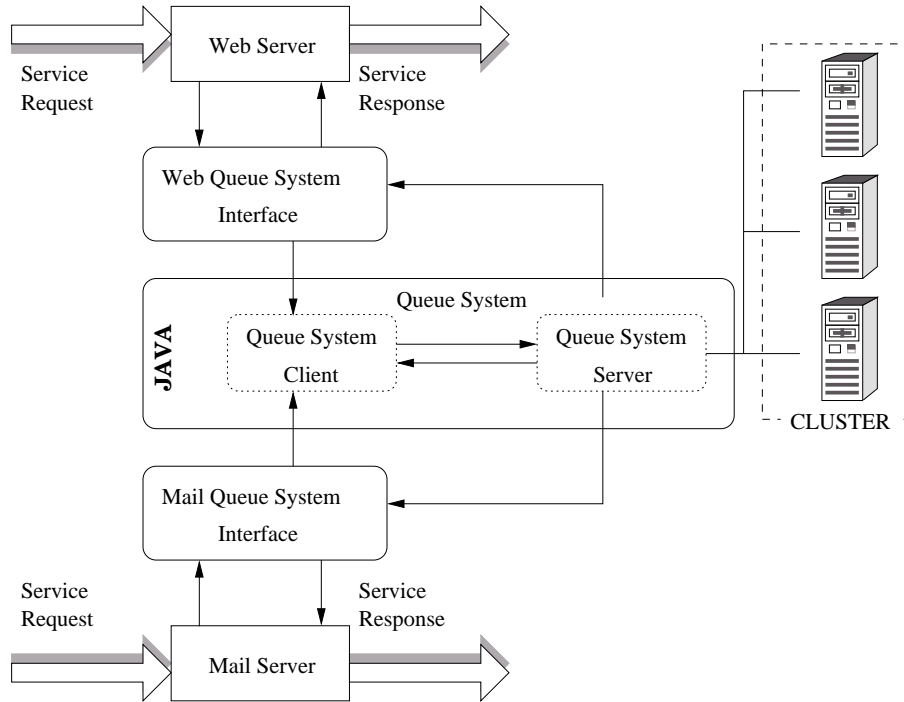 Web Server
Service
Request
Service
Response
Web Queue System
Interface
Queue System
JAVA
Queue System
Client
Queue System
Server
CLUSTER
Mail Queue System
Interface
Service
Request
Service
Response
Mail Server